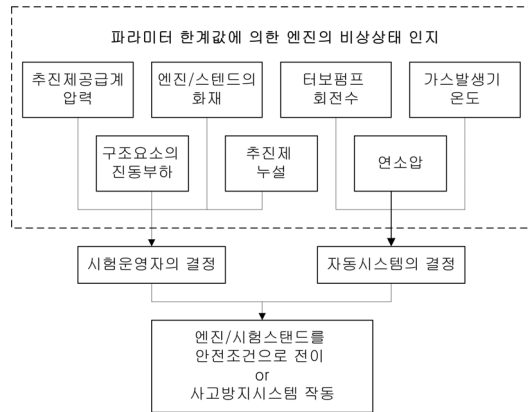 파라미터 한계값에 의한 엔진의 비상상태 인지
추진제공급계
압력
엔진/스텐드의
화재
터보펌프
회전수
가스발생기
온도
구조요소의
진동부하
추진제
누설
연소압
시험운영자의 결정
자동시스템의 결정
엔진/시험스탠드를
안전조건으로 전이
or
사고방지시스템 작동